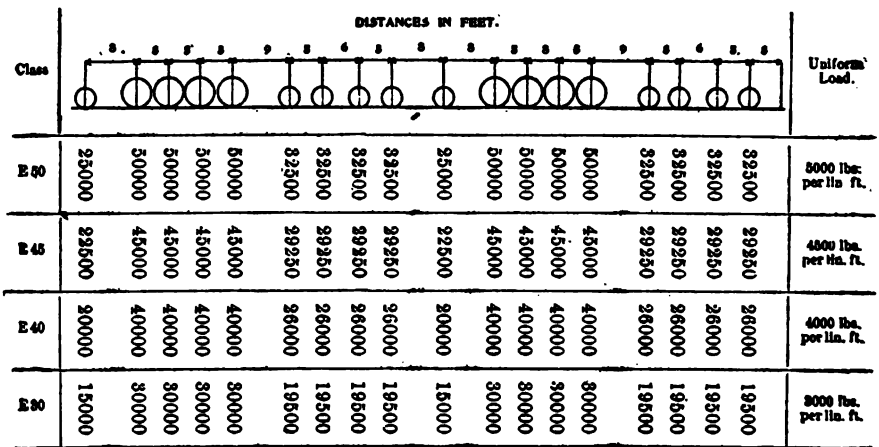 DISTANCES IN FEET.
8. 5 5 5 9 5 6 5 8 8 5 5 5 9 5 6 5. 5
Class
Uniform Load.
E 50 25000 50000 50000 50000 50000 32500 32500 32500 32500 25000 50000 50000 50000 50000 32500 32500 32500 32500 5000 lbs. per lin ft.
E 45 22500 45000 45000 45000 45000 29250 29250 29250 29250 22500 45000 45000 45000 45000 29250 29250 29250 29250 4500 lbs. per lin. ft.
E 40 20000 40000 40000 40000 40000 26000 26000 26000 26000 20000 40000 40000 40000 40000 26000 26000 26000 26000 4000 lbs. per lin. ft.
E 30 15000 30000 30000 30000 30000 19500 19500 19500 19500 15000 30000 30000 30000 30000 19500 19500 19500 19500 3000 lbs. per lin. ft.